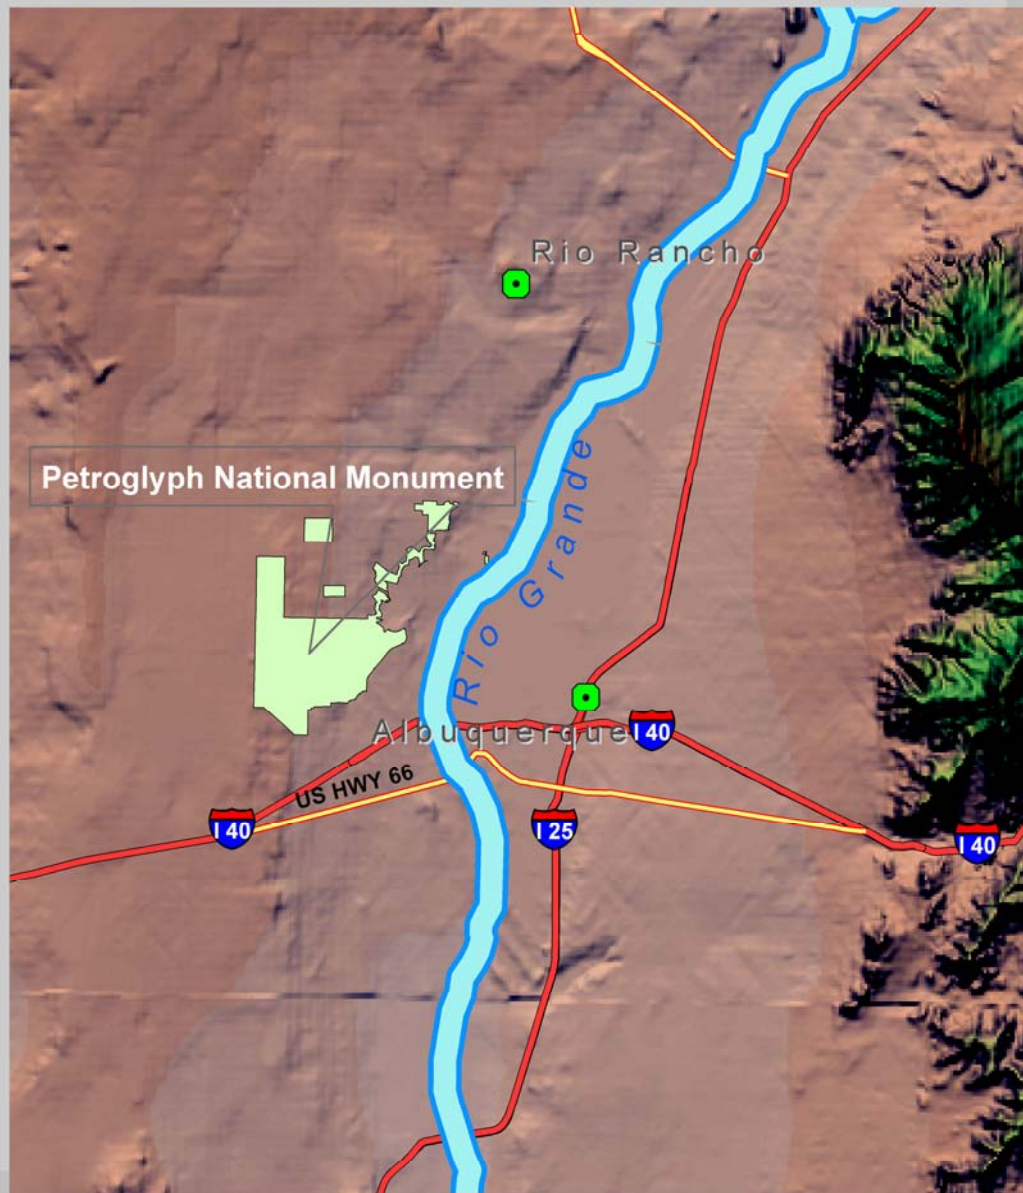 Rio Rancho
Petroglyph National Monument
Rio Grande
Albuquerque
I 40
US HWY 66
I 40
I 25
I 40